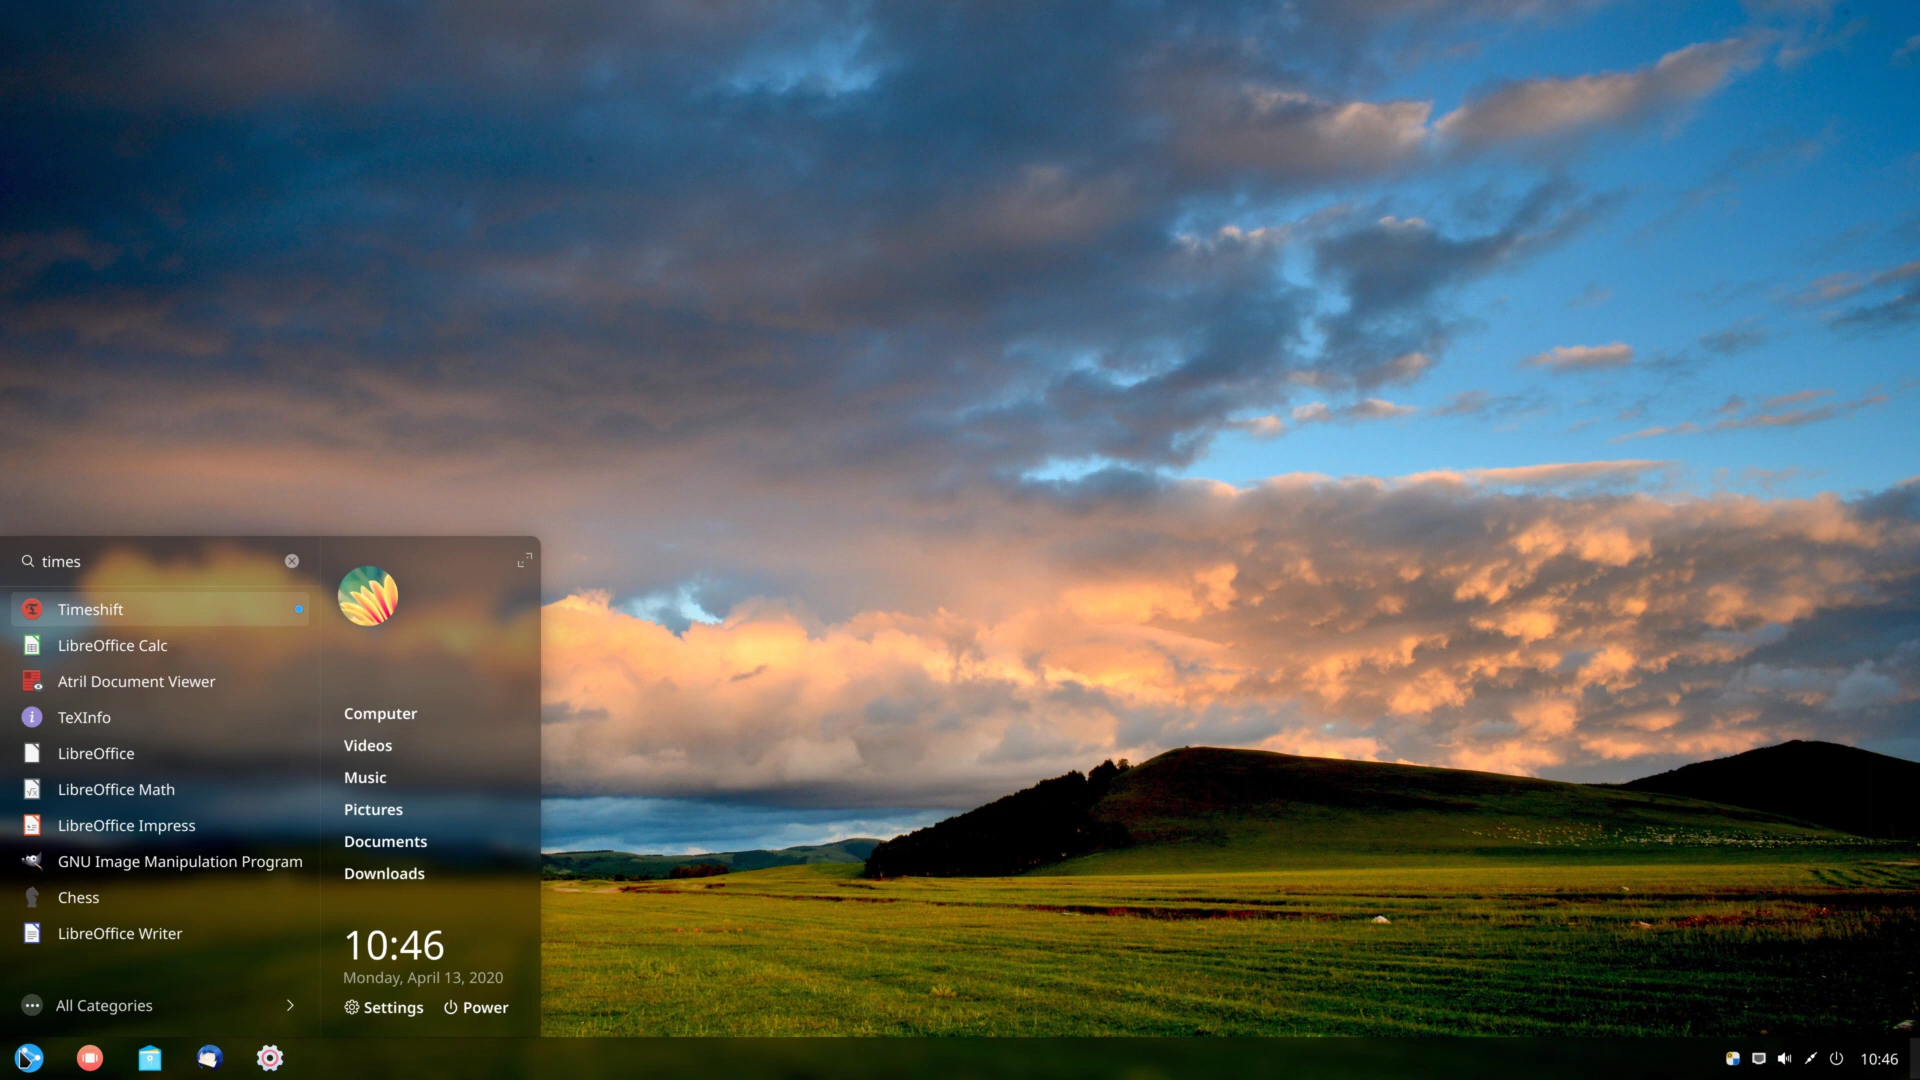 times
Timeshift
LibreOffice Calc
Atril Document Viewer
TeXInfo
LibreOffice
LibreOffice Math
LibreOffice Impress
GNU Image Manipulation Program
Chess
LibreOffice Writer
All Categories
Computer
Videos
Music
Pictures
Documents
Downloads
10:46
Monday, April 13, 2020
Settings Power
10:46